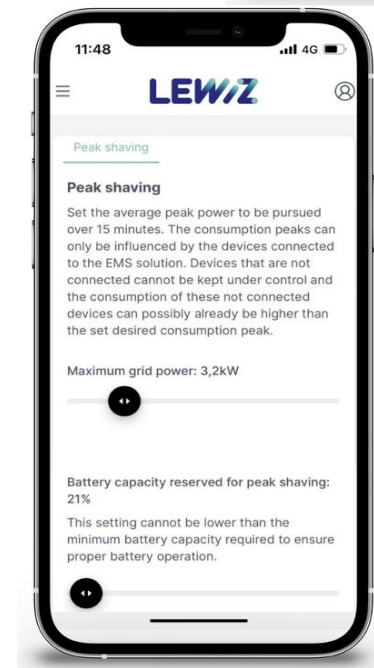 11:48
4G
LEWIZ
Peak shaving
Peak shaving
Set the average peak power to be pursued
over 15 minutes. The consumption peaks can
only be influenced by the devices connected
to the EMS solution. Devices that are not
connected cannot be kept under control and
the consumption of these not connected
devices can possibly already be higher than
the set desired consumption peak.
Maximum grid power: 3,2kW
Battery capacity reserved for peak shaving:
21%
This setting cannot be lower than the
minimum battery capacity required to ensure
proper battery operation.